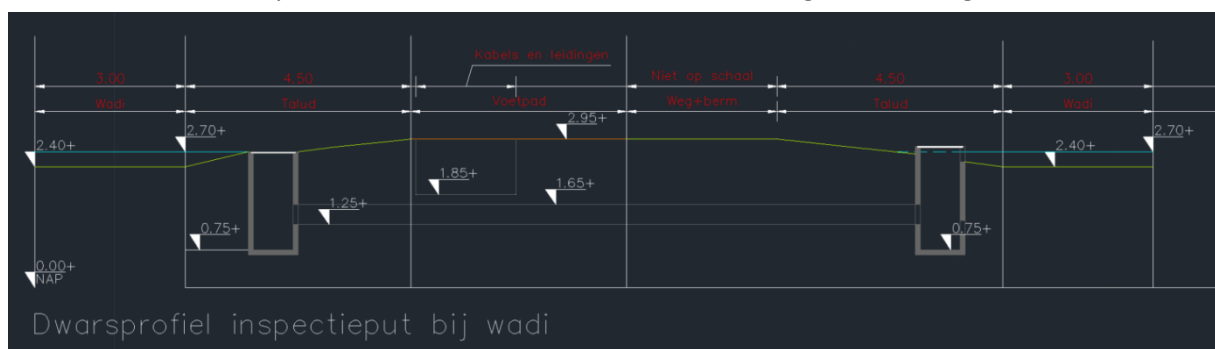 Kabels en leidingen
3.00 4.50 Niet op schaal 4.50 3.00
Wadi Talud Voetpad Weg+berm Talud Wadi
2.95+
2.70+ 2.70+
2.40+ 2.40+
1.85+ 1.65+
1.25+
0.75+ 0.75+
0.00+
NAP
Dwarsprofiel inspectieput bij wadi